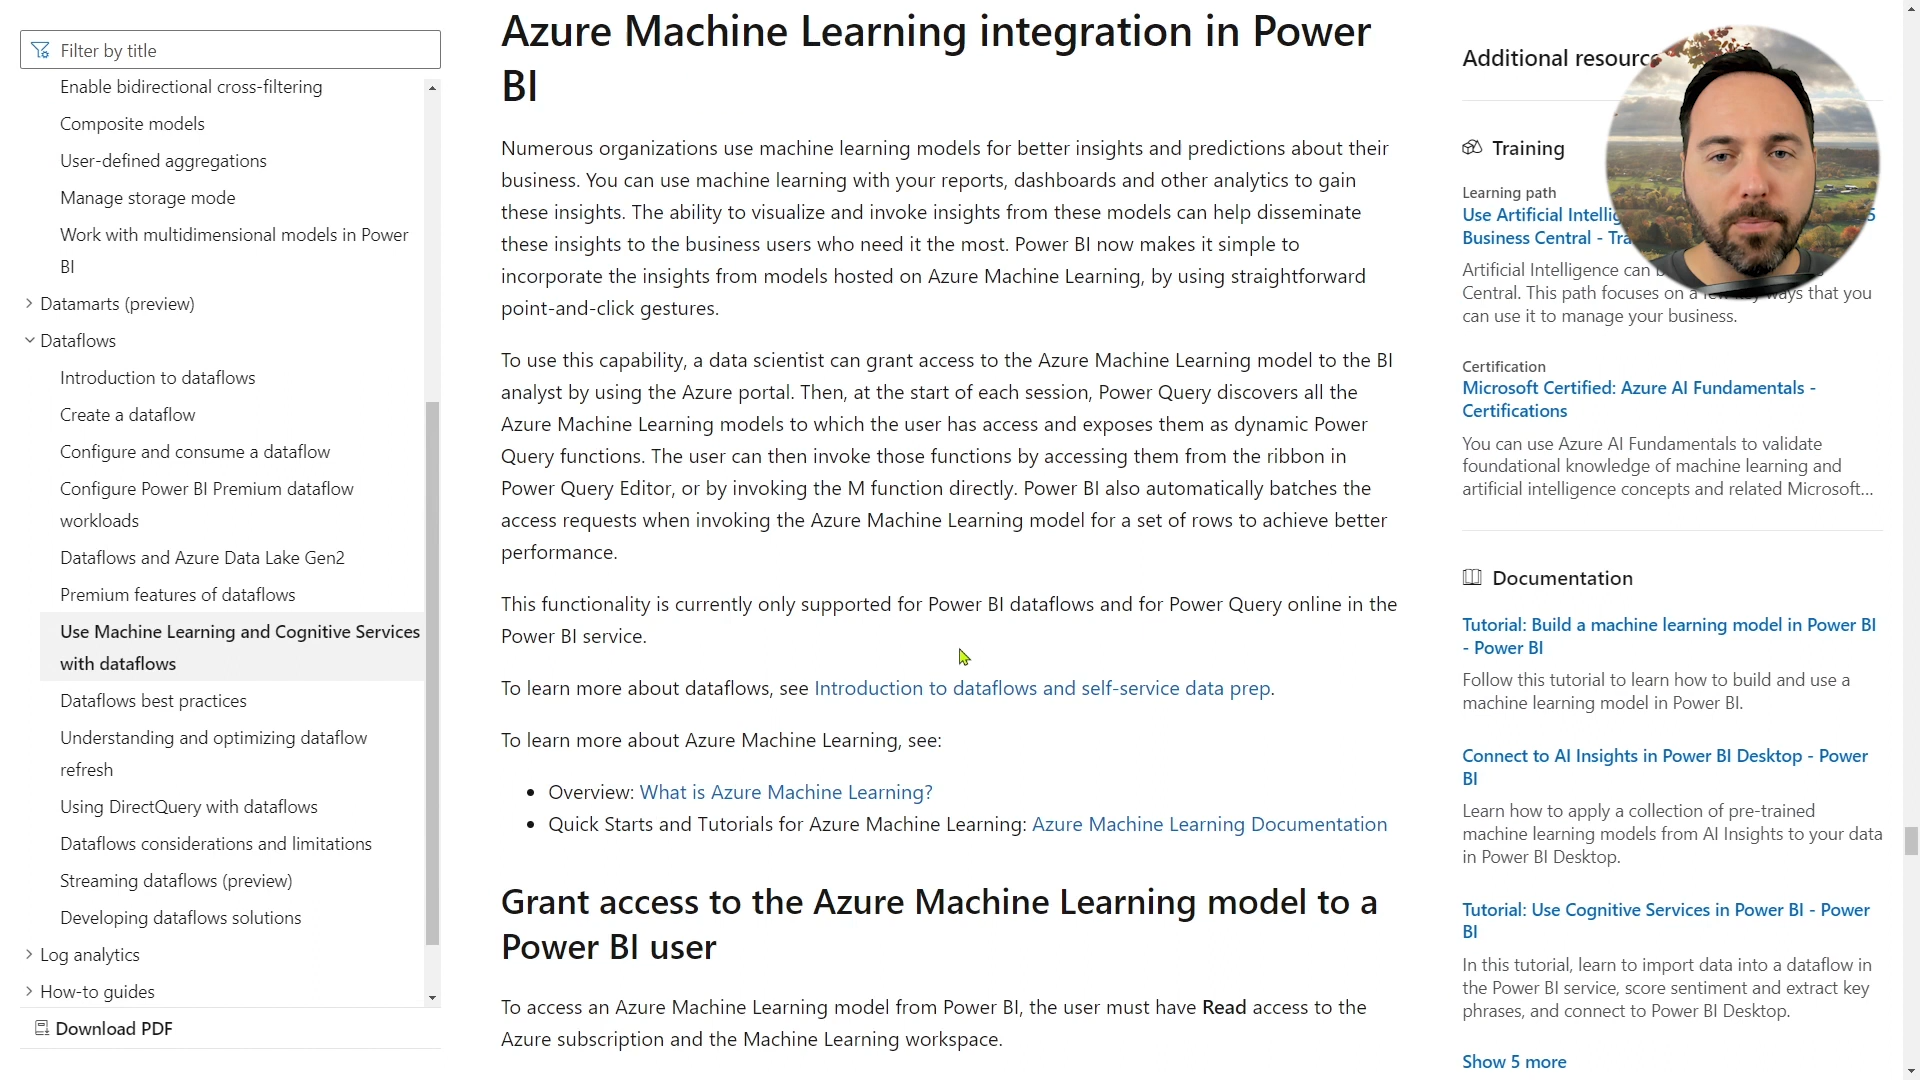 Filter by title
Enable bidirectional cross-filtering
Composite models
User-defined aggregations
Manage storage mode
Work with multidimensional models in Power
BI
Datamarts (preview)
Dataflows
Introduction to dataflows
Create a dataflow
Configure and consume a dataflow
Configure Power BI Premium dataflow
workloads
Dataflows and Azure Data Lake Gen2
Premium features of dataflows
Use Machine Learning and Cognitive Services
with dataflows
Dataflows best practices
Understanding and optimizing dataflow
refresh
Using DirectQuery with dataflows
Dataflows considerations and limitations
Streaming dataflows (preview)
Developing dataflows solutions
Log analytics
How-to guides
Download PDF
Azure Machine Learning integration in Power
BI
Numerous organizations use machine learning models for better insights and predictions about their
business. You can use machine learning with your reports, dashboards and other analytics to gain
these insights. The ability to visualize and invoke insights from these models can help disseminate
these insights to the business users who need it the most. Power BI now makes it simple to
incorporate the insights from models hosted on Azure Machine Learning, by using straightforward
point-and-click gestures.
To use this capability, a data scientist can grant access to the Azure Machine Learning model to the BI
analyst by using the Azure portal. Then, at the start of each session, Power Query discovers all the
Azure Machine Learning models to which the user has access and exposes them as dynamic Power
Query functions. The user can then invoke those functions by accessing them from the ribbon in
Power Query Editor, or by invoking the M function directly. Power BI also automatically batches the
access requests when invoking the Azure Machine Learning model for a set of rows to achieve better
performance.
This functionality is currently only supported for Power BI dataflows and for Power Query online in the
Power BI service.
To learn more about dataflows, see Introduction to dataflows and self-service data prep.
To learn more about Azure Machine Learning, see:
• Overview: What is Azure Machine Learning?
• Quick Starts and Tutorials for Azure Machine Learning: Azure Machine Learning Documentation
Grant access to the Azure Machine Learning model to a
Power BI user
To access an Azure Machine Learning model from Power BI, the user must have Read access to the
Azure subscription and the Machine Learning workspace.
Additional
Training
Learning path
Use Artificial
Business Central -
Artificial Intelligence can
Central. This path focuses on a ways that you
can use it to manage your business.
Certification
Microsoft Certified: Azure AI Fundamentals -
Certifications
You can use Azure AI Fundamentals to validate
foundational knowledge of machine learning and
artificial intelligence concepts and related Microsoft...
Documentation
Tutorial: Build a machine learning model in Power BI
- Power BI
Follow this tutorial to learn how to build and use a
machine learning model in Power BI.
Connect to AI Insights in Power BI Desktop - Power
BI
Learn how to apply a collection of pre-trained
machine learning models from AI Insights to your data
in Power BI Desktop.
Tutorial: Use Cognitive Services in Power BI - Power
BI
In this tutorial, learn to import data into a dataflow in
the Power BI service, score sentiment and extract key
phrases, and connect to Power BI Desktop.
Show 5 more